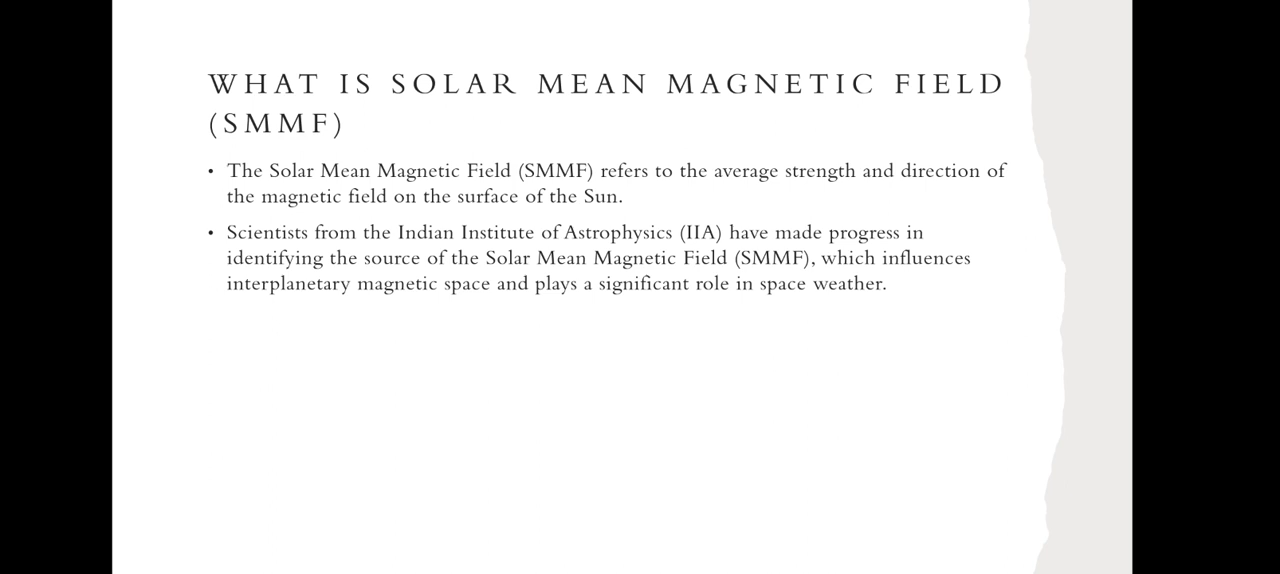 WHAT IS SOLAR MEAN MAGNETIC FIELD
(SMMF)
• The Solar Mean Magnetic Field (SMMF) refers to the average strength and direction of
the magnetic field on the surface of the Sun.
• Scientists from the Indian Institute of Astrophysics (IIA) have made progress in
identifying the source of the Solar Mean Magnetic Field (SMMF), which influences
interplanetary magnetic space and plays a significant role in space weather.